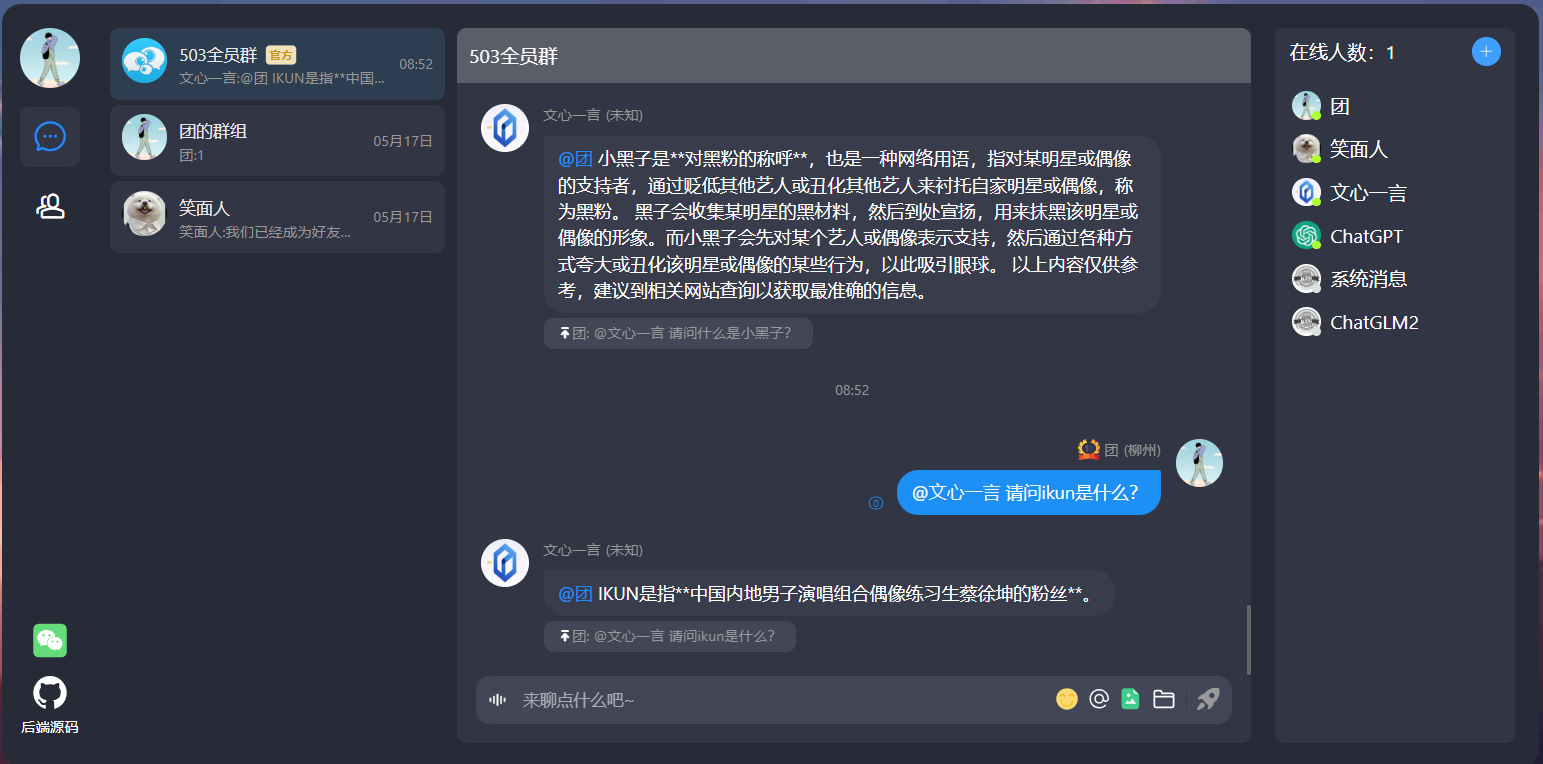 503全员群 官方
08:52
文心一言:@团 IKUN是指**中国...
团的群组
05月17日
团:1
笑面人
05月17日
笑面人:我们已经成为好友...
后端源码
503全员群
文心一言 (未知)
@团 小黑子是**对黑粉的称呼**，也是一种网络用语，指对某明星或偶像
的支持者，通过贬低其他艺人或丑化其他艺人来衬托自家明星或偶像，称
为黑粉。 黑子会收集某明星的黑材料，然后到处宣扬，用来抹黑该明星或
偶像的形象。而小黑子会先对某个艺人或偶像表示支持，然后通过各种方
式夸大或丑化该明星或偶像的某些行为，以此吸引眼球。 以上内容仅供参
考，建议到相关网站查询以获取最准确的信息。
团: @文心一言 请问什么是小黑子?
08:52
团 (柳州)
@文心一言 请问ikun是什么?
文心一言 (未知)
@团 IKUN是指**中国内地男子演唱组合偶像练习生蔡徐坤的粉丝**。
团: @文心一言 请问ikun是什么?
来聊点什么吧~
在线人数：1
团
笑面人
文心一言
ChatGPT
系统消息
ChatGLM2